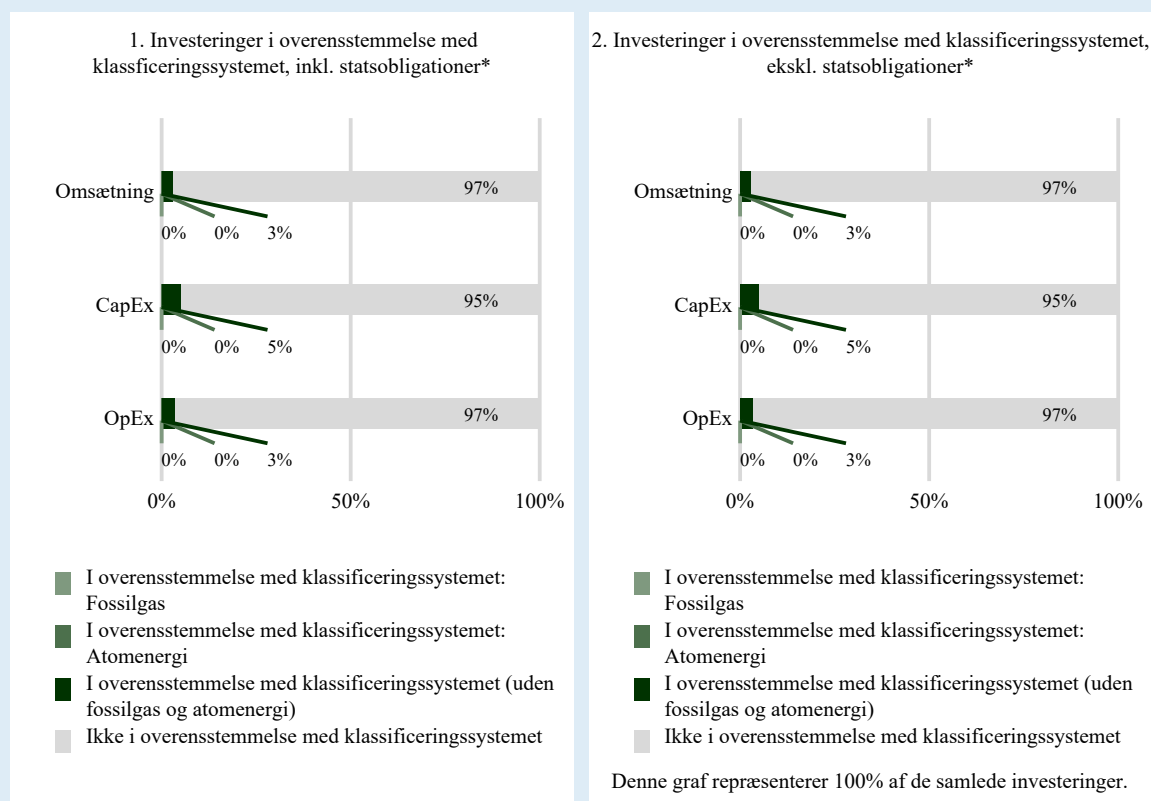 1. Investeringer i overensstemmelse med
klassficeringssystemet, inkl. statsobligationer*
Omsætning
97%
0% 0% 3%
CapEx
95%
0% 0% 5%
OpEx
97%
0% 0% 3%
0% 50% 100%
I overensstemmelse med klassificeringssystemet:
Fossilgas
I overensstemmelse med klassificeringssystemet:
Atomenergi
I overensstemmelse med klassificeringssystemet (uden
fossilgas og atomenergi)
Ikke i overensstemmelse med klassificeringssystemet
2. Investeringer i overensstemmelse med klassificeringssystemet,
ekskl. statsobligationer*
Omsætning
97%
0% 0% 3%
CapEx
95%
0% 0% 5%
OpEx
97%
0% 0% 3%
0% 50% 100%
I overensstemmelse med klassificeringssystemet:
Fossilgas
I overensstemmelse med klassificeringssystemet:
Atomenergi
I overensstemmelse med klassificeringssystemet (uden
fossilgas og atomenergi)
Ikke i overensstemmelse med klassificeringssystemet
Denne graf repræsenterer 100% af de samlede investeringer.